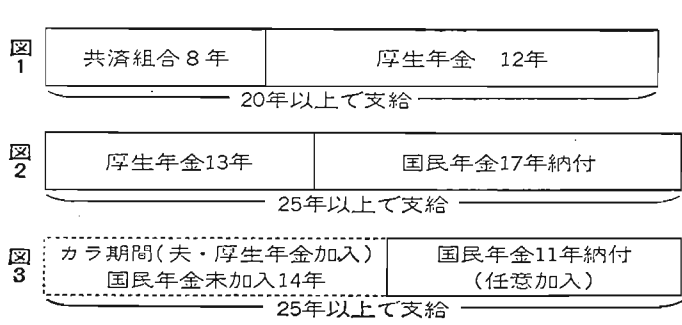 図1
共済組合8年
厚生年金 12年
20年以上で支給
図2
厚生年金13年
国民年金17年納付
25年以上で支給
図3
カラ期間(夫・厚生年金加入)
国民年金未加入14年
国民年金11年納付
(任意加入)
25年以上で支給